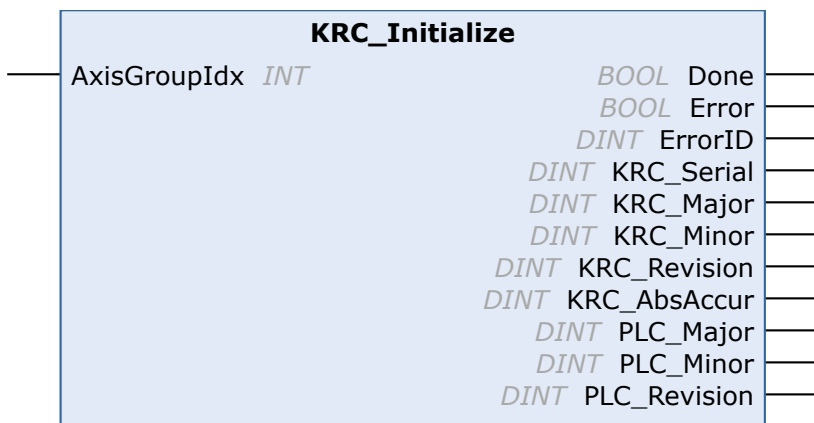 KRC_Initialize
AxisGroupIdx INT BOOL Done
BOOL Error
DINT ErrorID
DINT KRC_Serial
DINT KRC_Major
DINT KRC_Minor
DINT KRC_Revision
DINT KRC_AbsAccur
DINT PLC_Major
DINT PLC_Minor
DINT PLC_Revision